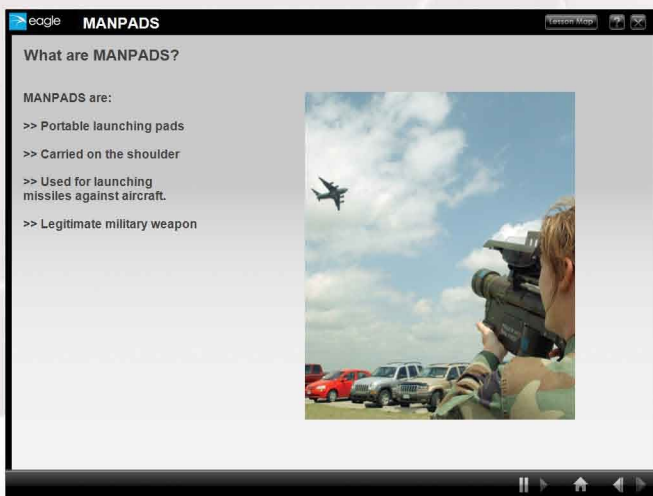 eagle MANPADS
Lesson Map ?
What are MANPADS?
MANPADS are:
>> Portable launching pads
>> Carried on the shoulder
>> Used for launching
missiles against aircraft.
>> Legitimate military weapon